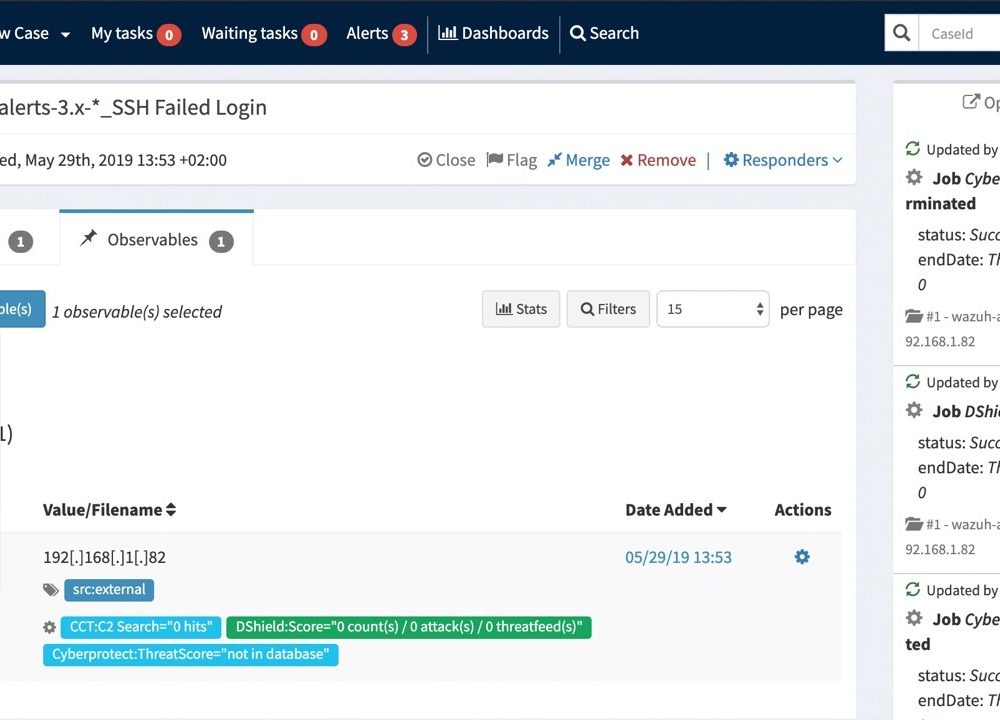 w Case My tasks 0 Waiting tasks 0 Alerts 3 Dashboards Search CaseId
alerts-3.x-*_SSH Failed Login
ed, May 29th, 2019 13:53 +02:00 Close Flag Merge Remove | Responders
1 Observables 1
ble(s) 1 observable(s) selected Stats Filters 15 per page
1)
Value/Filename Date Added Actions
192[.]168[.]1[.]82 05/29/19 13:53
src:external
CCT:C2 Search="0 hits" DShield:Score="0 count(s) / 0 attack(s) / 0 threatfeed(s)"
Cyberprotect:ThreatScore="not in database"
Op
Updated by
Job Cybe
rminated
status: Succ
endDate: Th
0
#1 - wazuh-a
92.168.1.82
Updated by
Job DShie
status: Succ
endDate: Th
0
#1 - wazuh-a
92.168.1.82
Updated by
Job Cybe
ted
status: Succ
endDate: Th